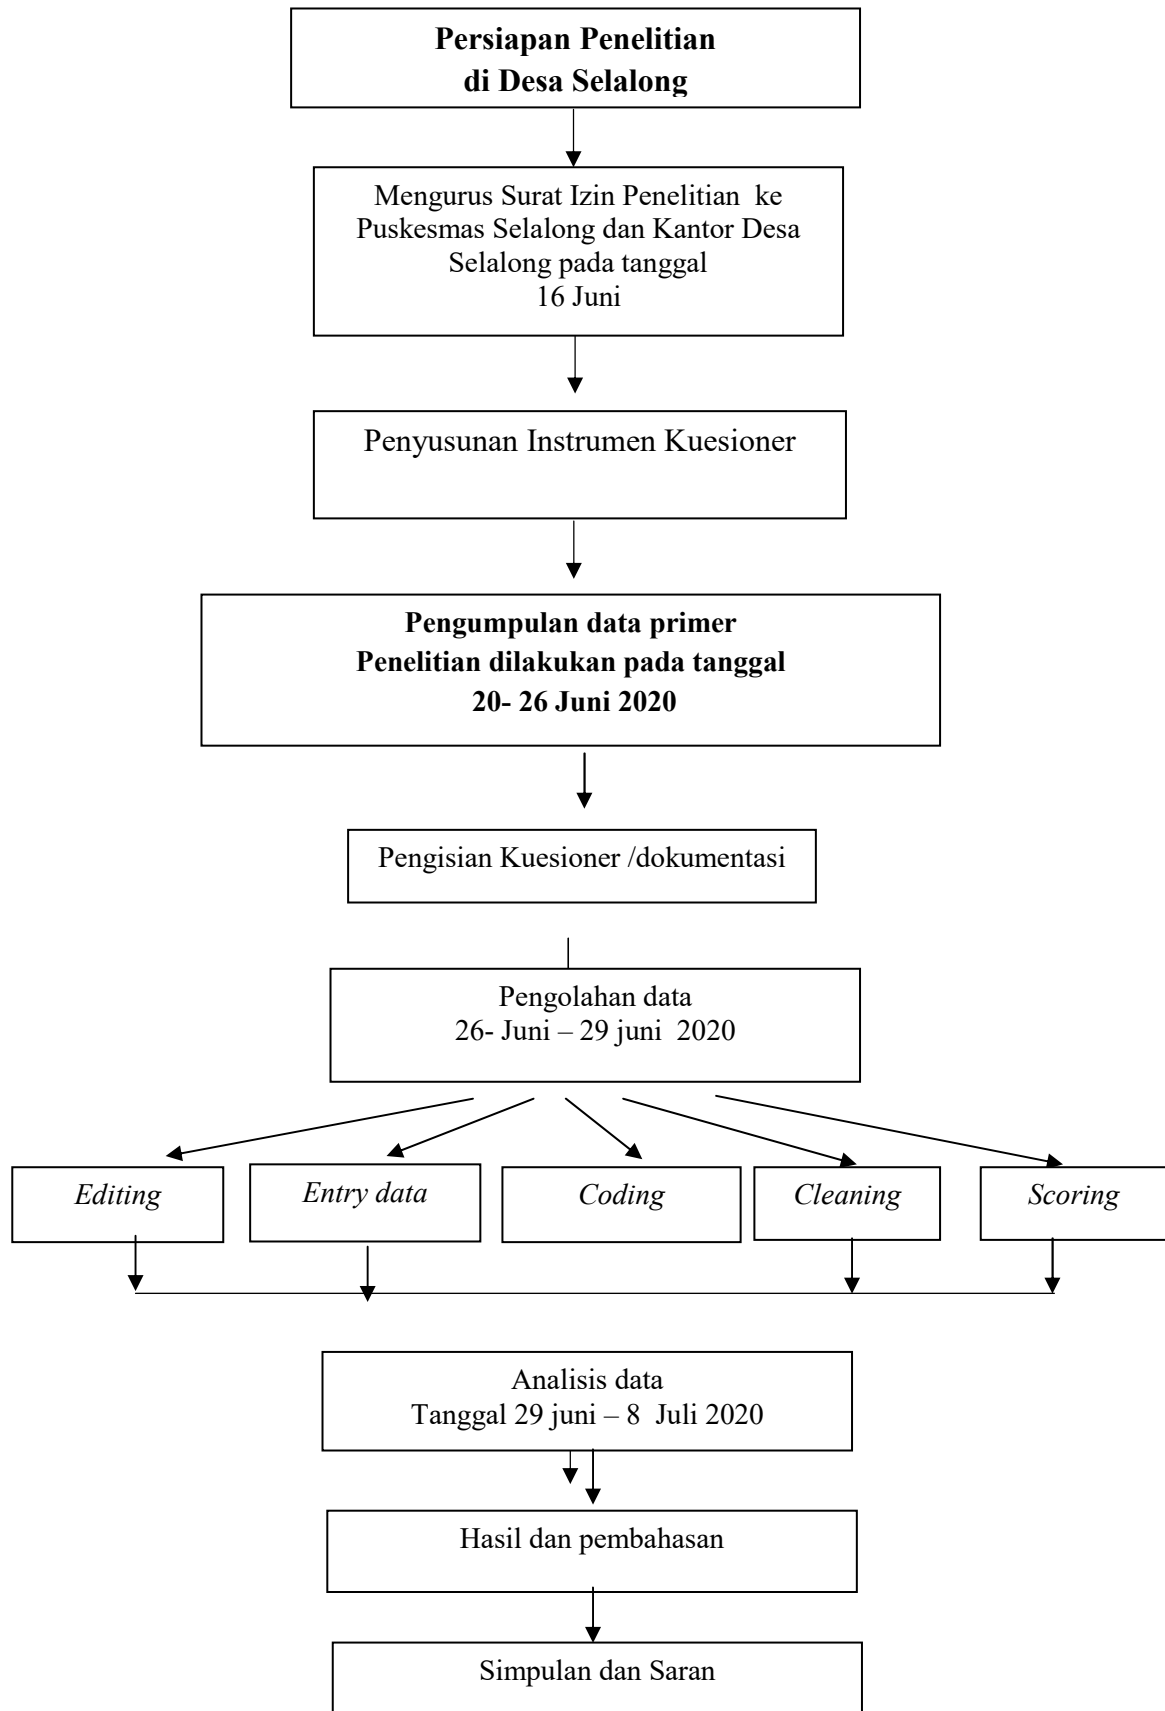 Persiapan Penelitian
di Desa Selalong
Mengurus Surat Izin Penelitian ke
Puskesmas Selalong dan Kantor Desa
Selalong pada tanggal
16 Juni
Penyusunan Instrumen Kuesioner
Pengumpulan data primer
Penelitian dilakukan pada tanggal
20- 26 Juni 2020
Pengisian Kuesioner /dokumentasi
Pengolahan data
26- Juni – 29 juni 2020
Editing
Entry data
Coding
Cleaning
Scoring
Analisis data
Tanggal 29 juni – 8 Juli 2020
Hasil dan pembahasan
Simpulan dan Saran